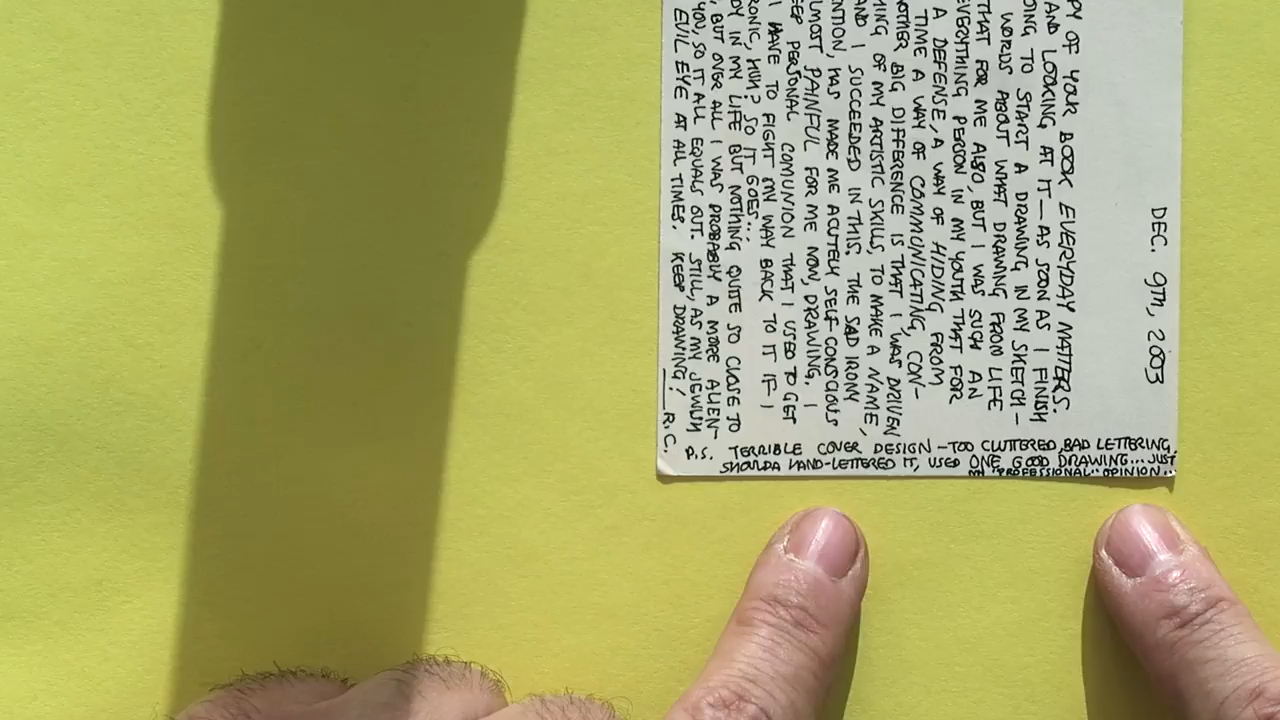 DEC. 9TH, 2003
PY OF YOUR BOOK EVERYDAY MATTERS.
AND LOOKING AT IT — AS SOON AS I FINISH
OING TO START A DRAWING IN MY SKETCH-
WORDS ABOUT WHAT DRAWING FROM LIFE
THAT FOR ME ALSO, BUT I WAS SUCH AN
EVERYTHING PERSON IN MY YOUTH THAT FOR
A DEFENSE, A WAY OF HIDING FROM
TIME A WAY OF COMMUNICATING, CON-
OTHER BIG DIFFERENCE IS THAT I WAS DRIVEN
MING OF MY ARTISTIC SKILLS, TO MAKE A NAME,
AND I SUCCEEDED IN THIS. THE SAD IRONY
NTION, HAS MADE ME ACUTELY SELF CONSCIOUS
LMOST PAINFUL FOR ME NOW, DRAWING. I
EEP PERSONAL COMUNION THAT I USED TO GET
I HAVE TO FIGHT MY WAY BACK TO IT IF I
RONIC, HUH? SO IT GOES...
DY IN MY LIFE BUT NOTHING QUITE SO CLOSE TO
, BUT OVER ALL I WAS PROBABLY A MORE ALIEN-
YOU, SO IT ALL EQUALS OUT. STILL, AS MY JEWISH
EVIL EYE AT ALL TIMES. KEEP DRAWING!
—R.C.
P.S. TERRIBLE COVER DESIGN — TOO CLUTTERED, BAD LETTERING,
SHOULDA HAND-LETTERED IT, USED ONE GOOD DRAWING... JUST
MY "PROFESSIONAL" OPINION...